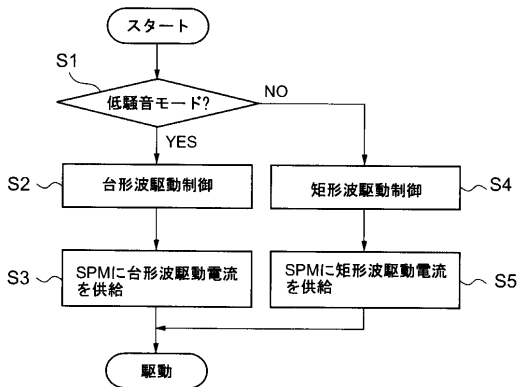 スタート
S1
低騒音モード?
NO
YES
S2
台形波駆動制御
矩形波駆動制御
S4
S3
SPMに台形波駆動電流
を供給
SPMに矩形波駆動電流
を供給
S5
駆動